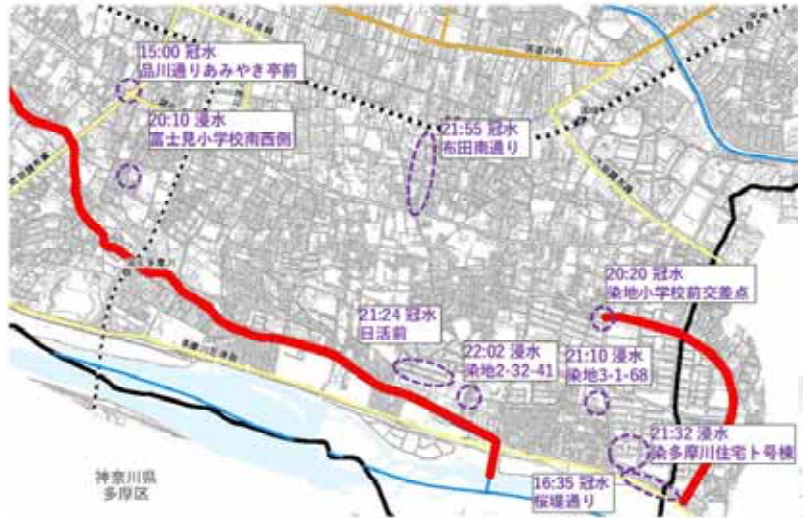 15:00 冠水
品川通りあみやき亭前
20:10 浸水
富士見小学校南西側
21:55 冠水
布田南通り
20:20 冠水
染地小学校前交差点
21:24 冠水
日活前
22:02 浸水
染地2-32-41
21:10 浸水
染地3-1-68
21:32 浸水
染多摩川住宅ト号棟
16:35 冠水
桜堤通り
神奈川県
多摩区